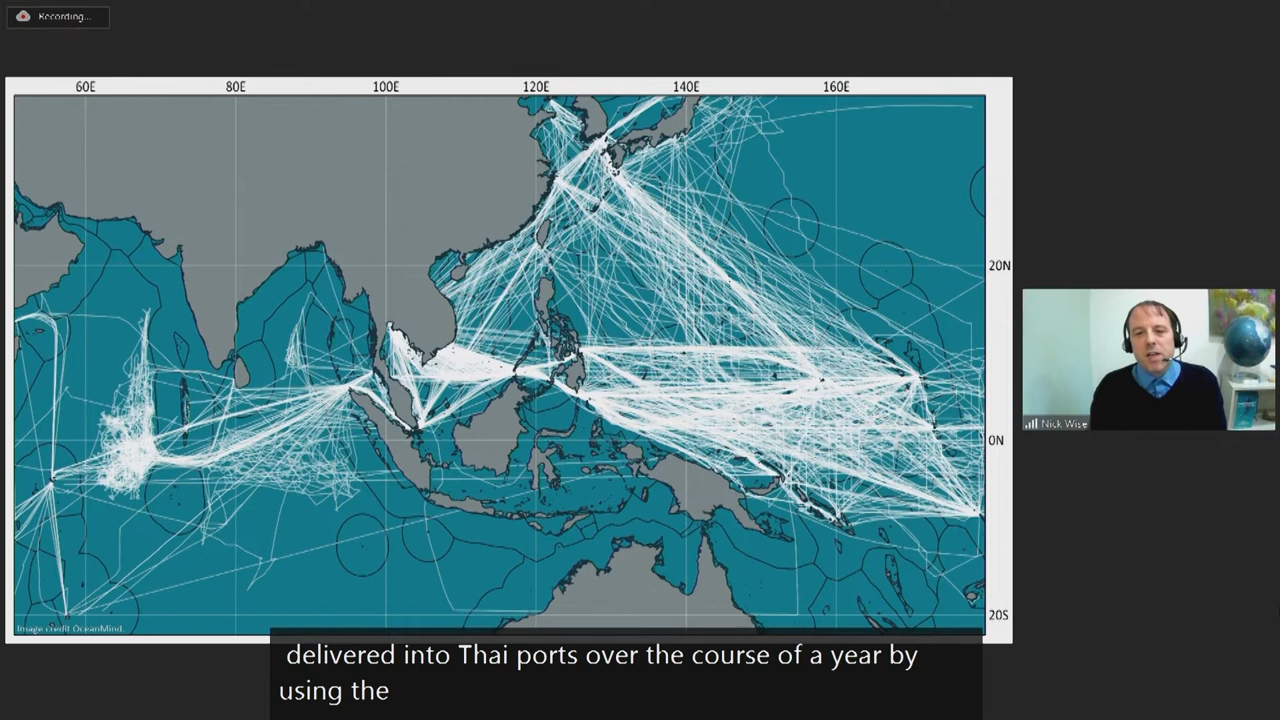 Recording...
60E 80E 100E 120E 140E 160E
20N
0N
Nick Wise
20S
Image credit OceanMind.
delivered into Thai ports over the course of a year by
using the